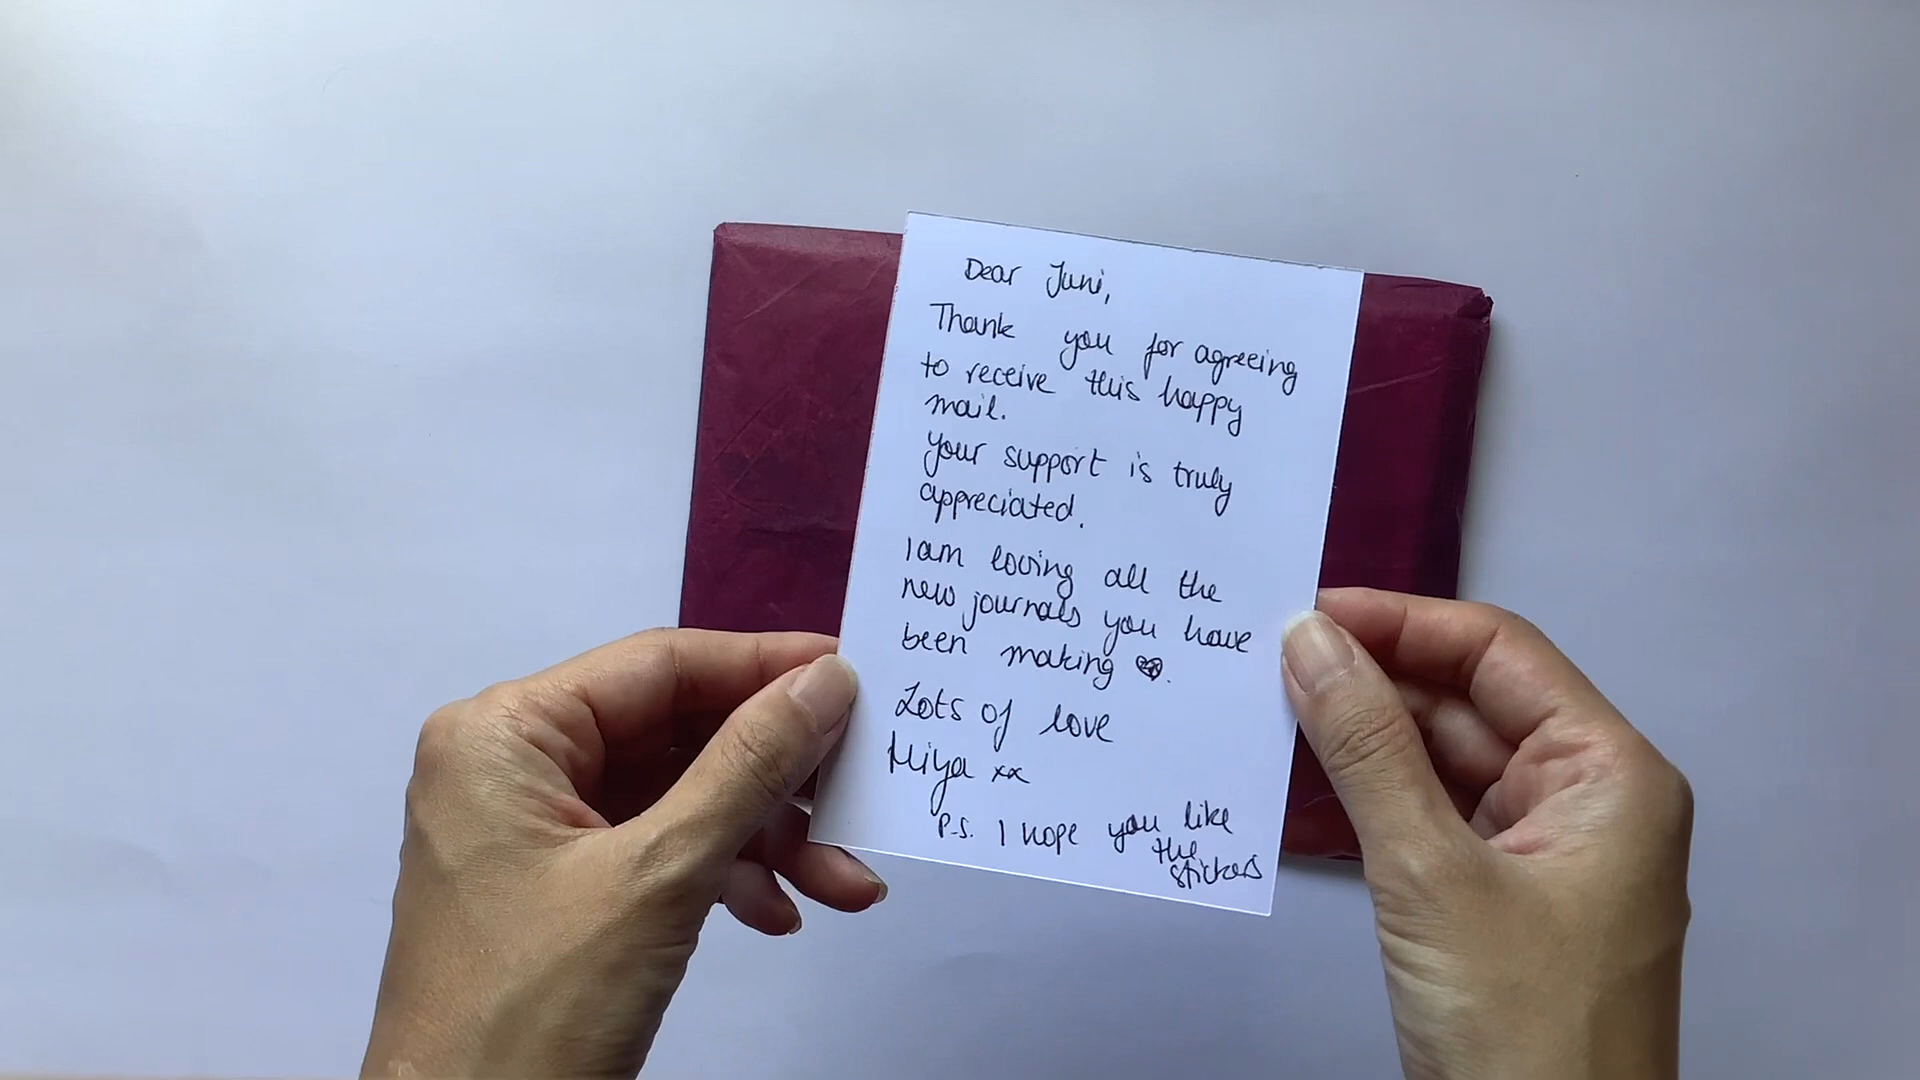 Dear Juni,
Thank you for agreeing
to receive this happy
mail.
Your support is truly
appreciated.
I am loving all the
new journals you have
been making ♡.
Lots of love
Miya xx
P.S. I hope you like
the
stickers